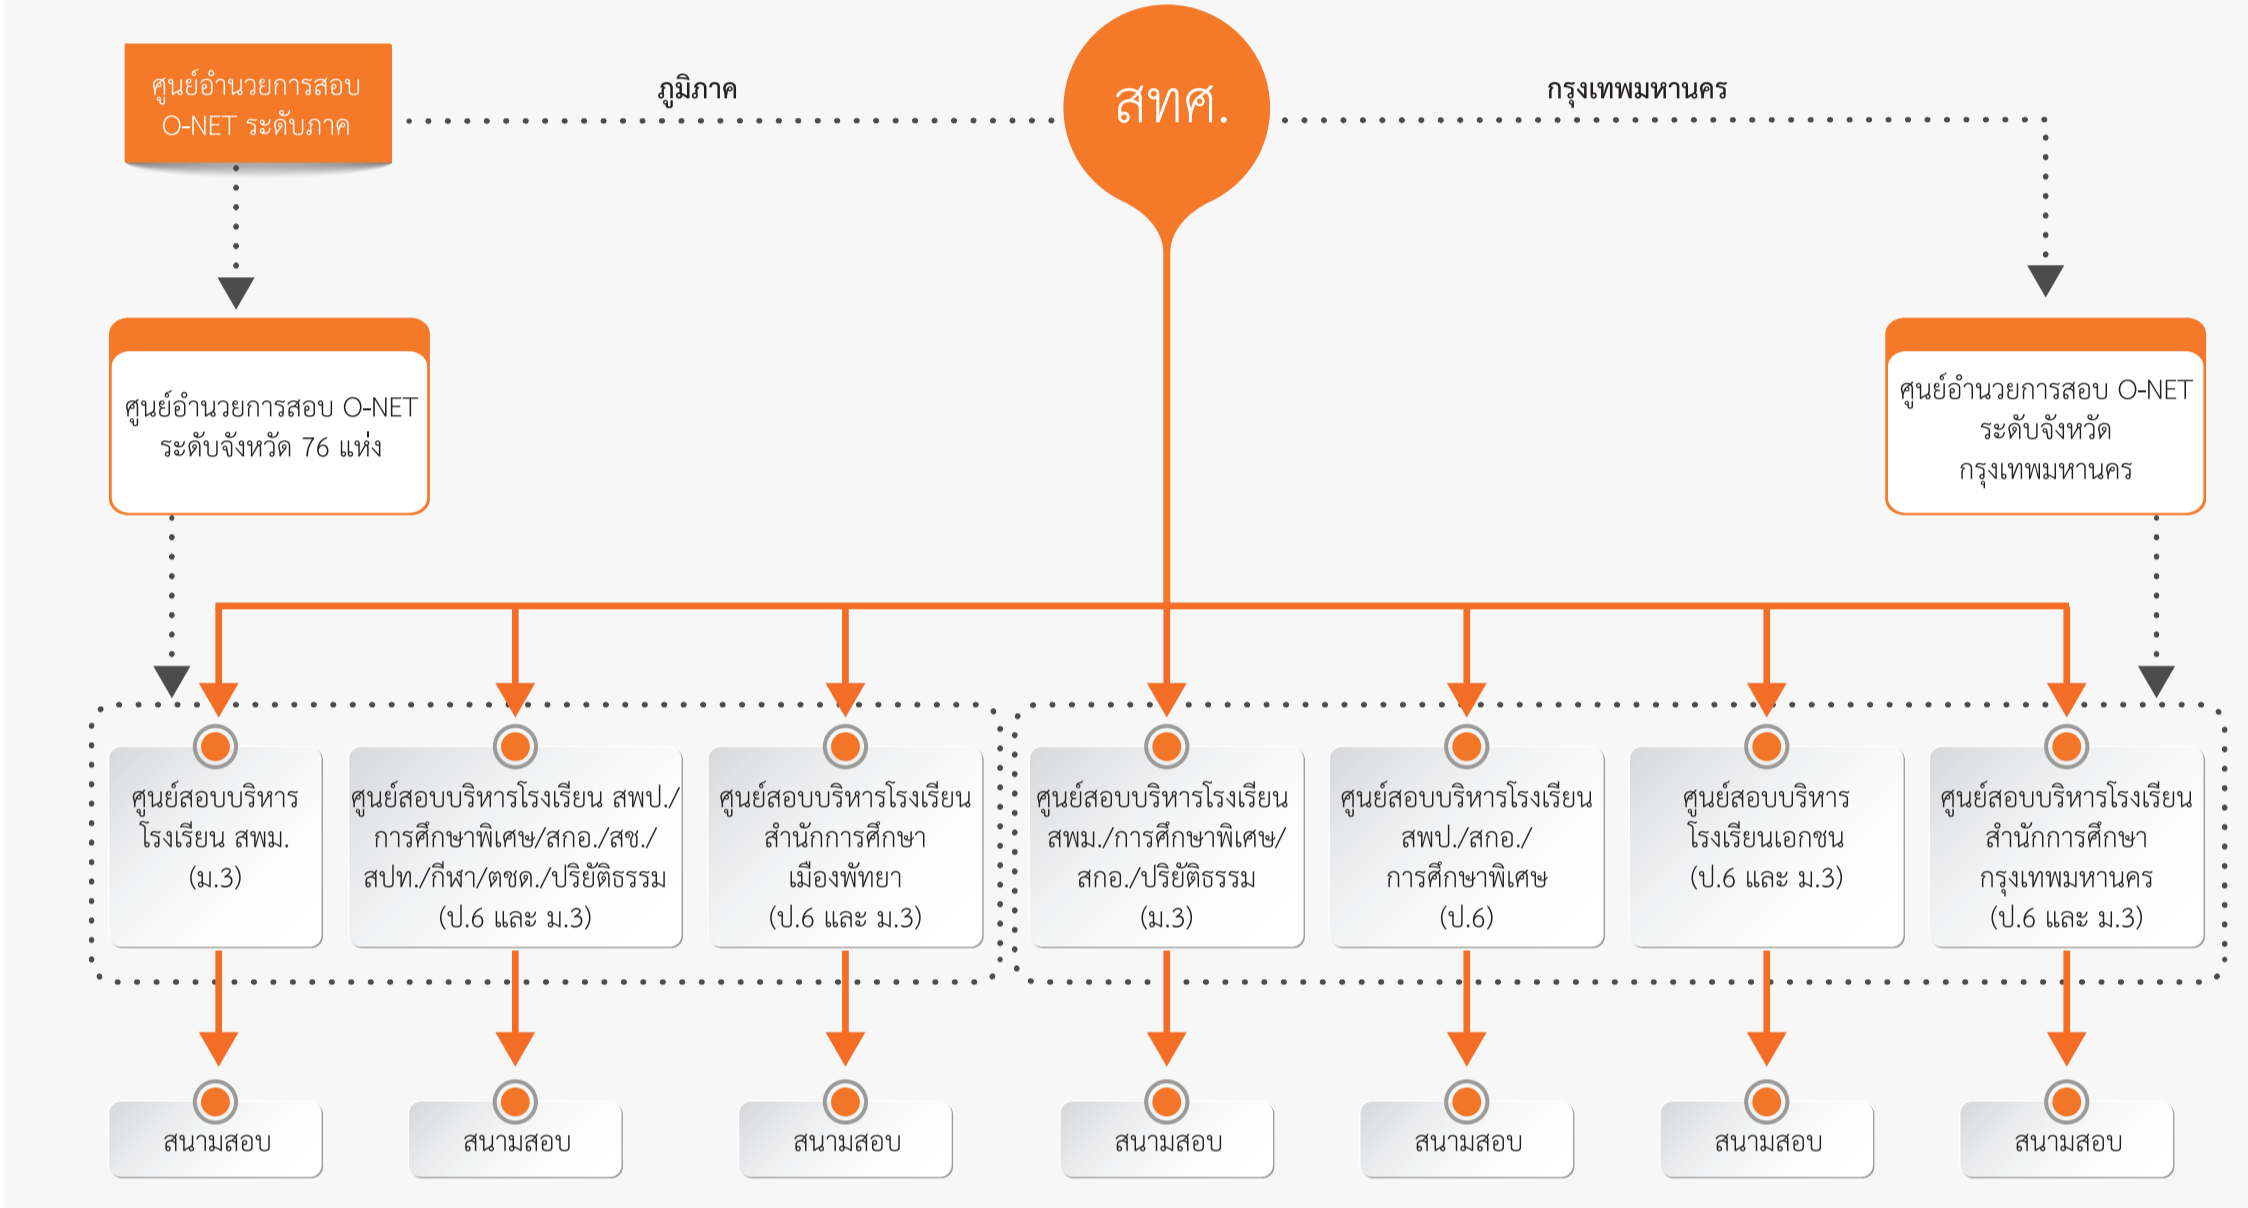 ศูนย์อำนวยการสอบ
O-NET ระดับภาค
ภูมิภาค
สทศ.
กรุงเทพมหานคร
ศูนย์อำนวยการสอบ O-NET
ระดับจังหวัด 76 แห่ง
ศูนย์อำนวยการสอบ O-NET
ระดับจังหวัด
กรุงเทพมหานคร
ศูนย์สอบบริหาร
โรงเรียน สพม.
(ม.3)
ศูนย์สอบบริหารโรงเรียน สพป./
การศึกษาพิเศษ/สกอ./สช./
สปท./กีฬา/ตชด./ปริยัติธรรม
(ป.6 และ ม.3)
ศูนย์สอบบริหารโรงเรียน
สำนักการศึกษา
เมืองพัทยา
(ป.6 และ ม.3)
ศูนย์สอบบริหารโรงเรียน
สพม./การศึกษาพิเศษ/
สกอ./ปริยัติธรรม
(ม.3)
ศูนย์สอบบริหารโรงเรียน
สพป./สกอ./
การศึกษาพิเศษ
(ป.6)
ศูนย์สอบบริหาร
โรงเรียนเอกชน
(ป.6 และ ม.3)
ศูนย์สอบบริหารโรงเรียน
สำนักการศึกษา
กรุงเทพมหานคร
(ป.6 และ ม.3)
สนามสอบ
สนามสอบ
สนามสอบ
สนามสอบ
สนามสอบ
สนามสอบ
สนามสอบ